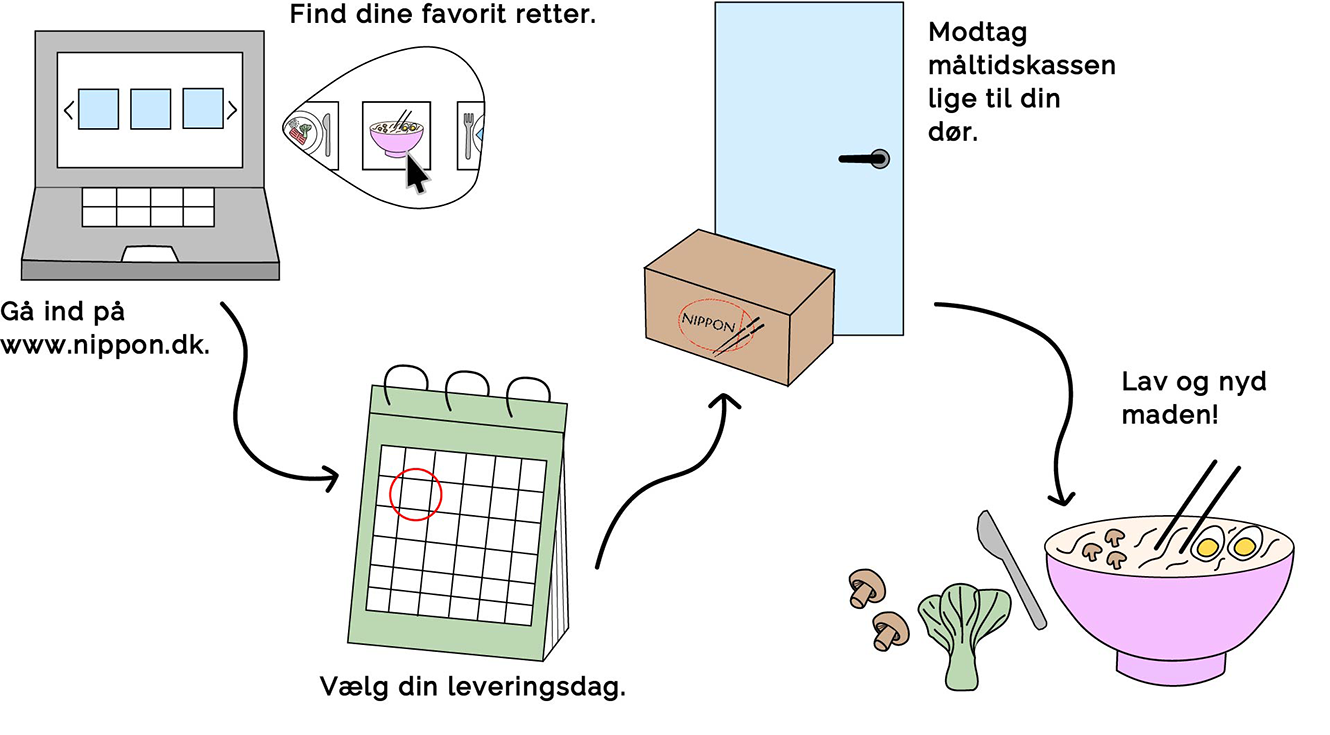 Find dine favorit retter.
Gå ind på
www.nippon.dk.
Vælg din leveringsdag.
NIPPON
Modtag
måltidskassen
lige til din
dør.
Lav og nyd
maden!